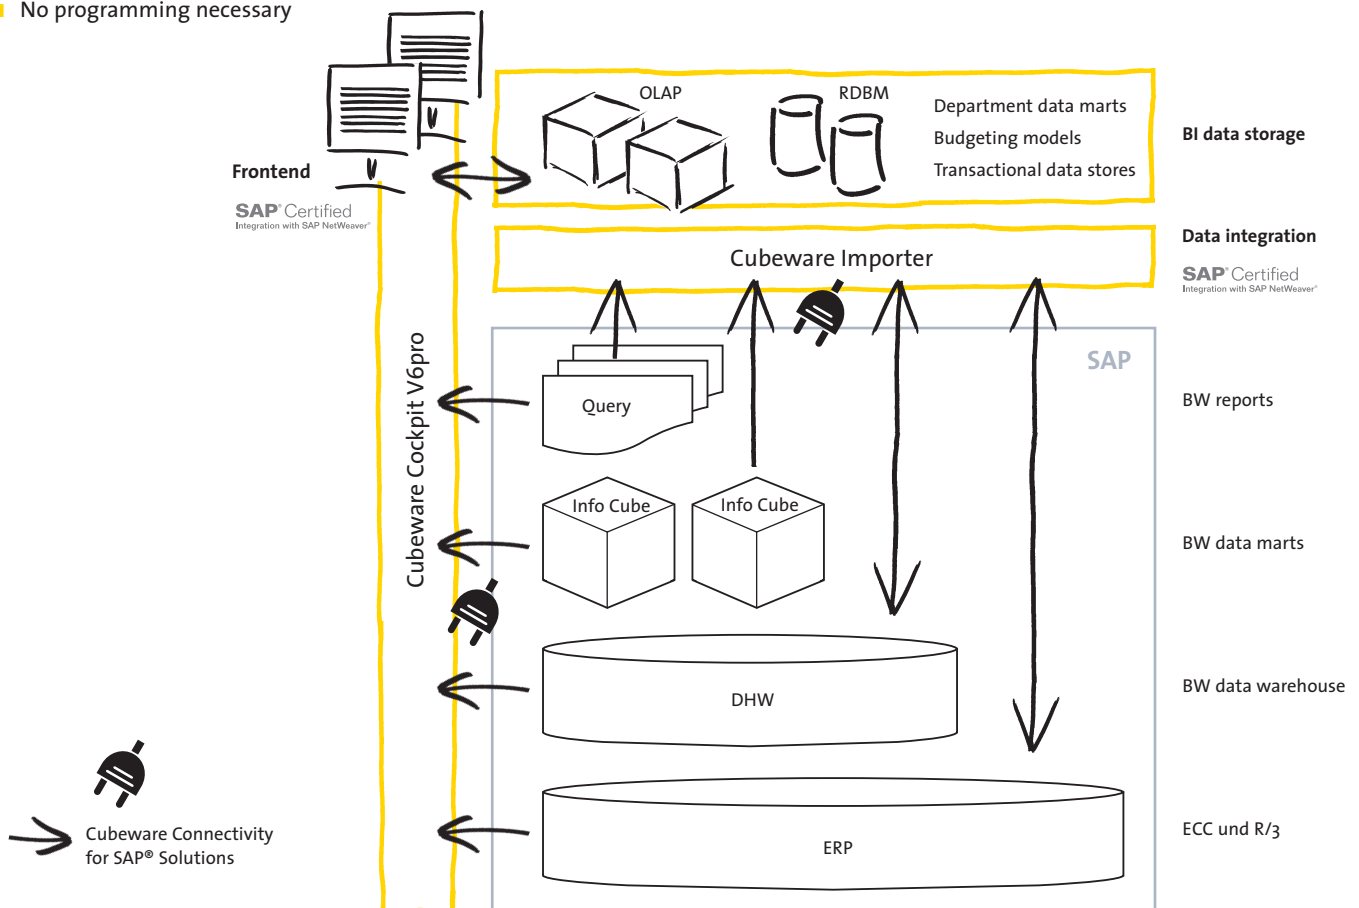 No programming necessary
OLAP
RDBM
Department data marts
Budgeting models
Transactional data stores
BI data storage
Frontend
SAP® Certified
Integration with SAP NetWeaver®
Cubeware Importer
Data integration
SAP® Certified
Integration with SAP NetWeaver®
SAP
Cubeware Cockpit V6pro
Query
BW reports
Info Cube
Info Cube
BW data marts
DHW
BW data warehouse
ERP
ECC und R/3
Cubeware Connectivity
for SAP® Solutions